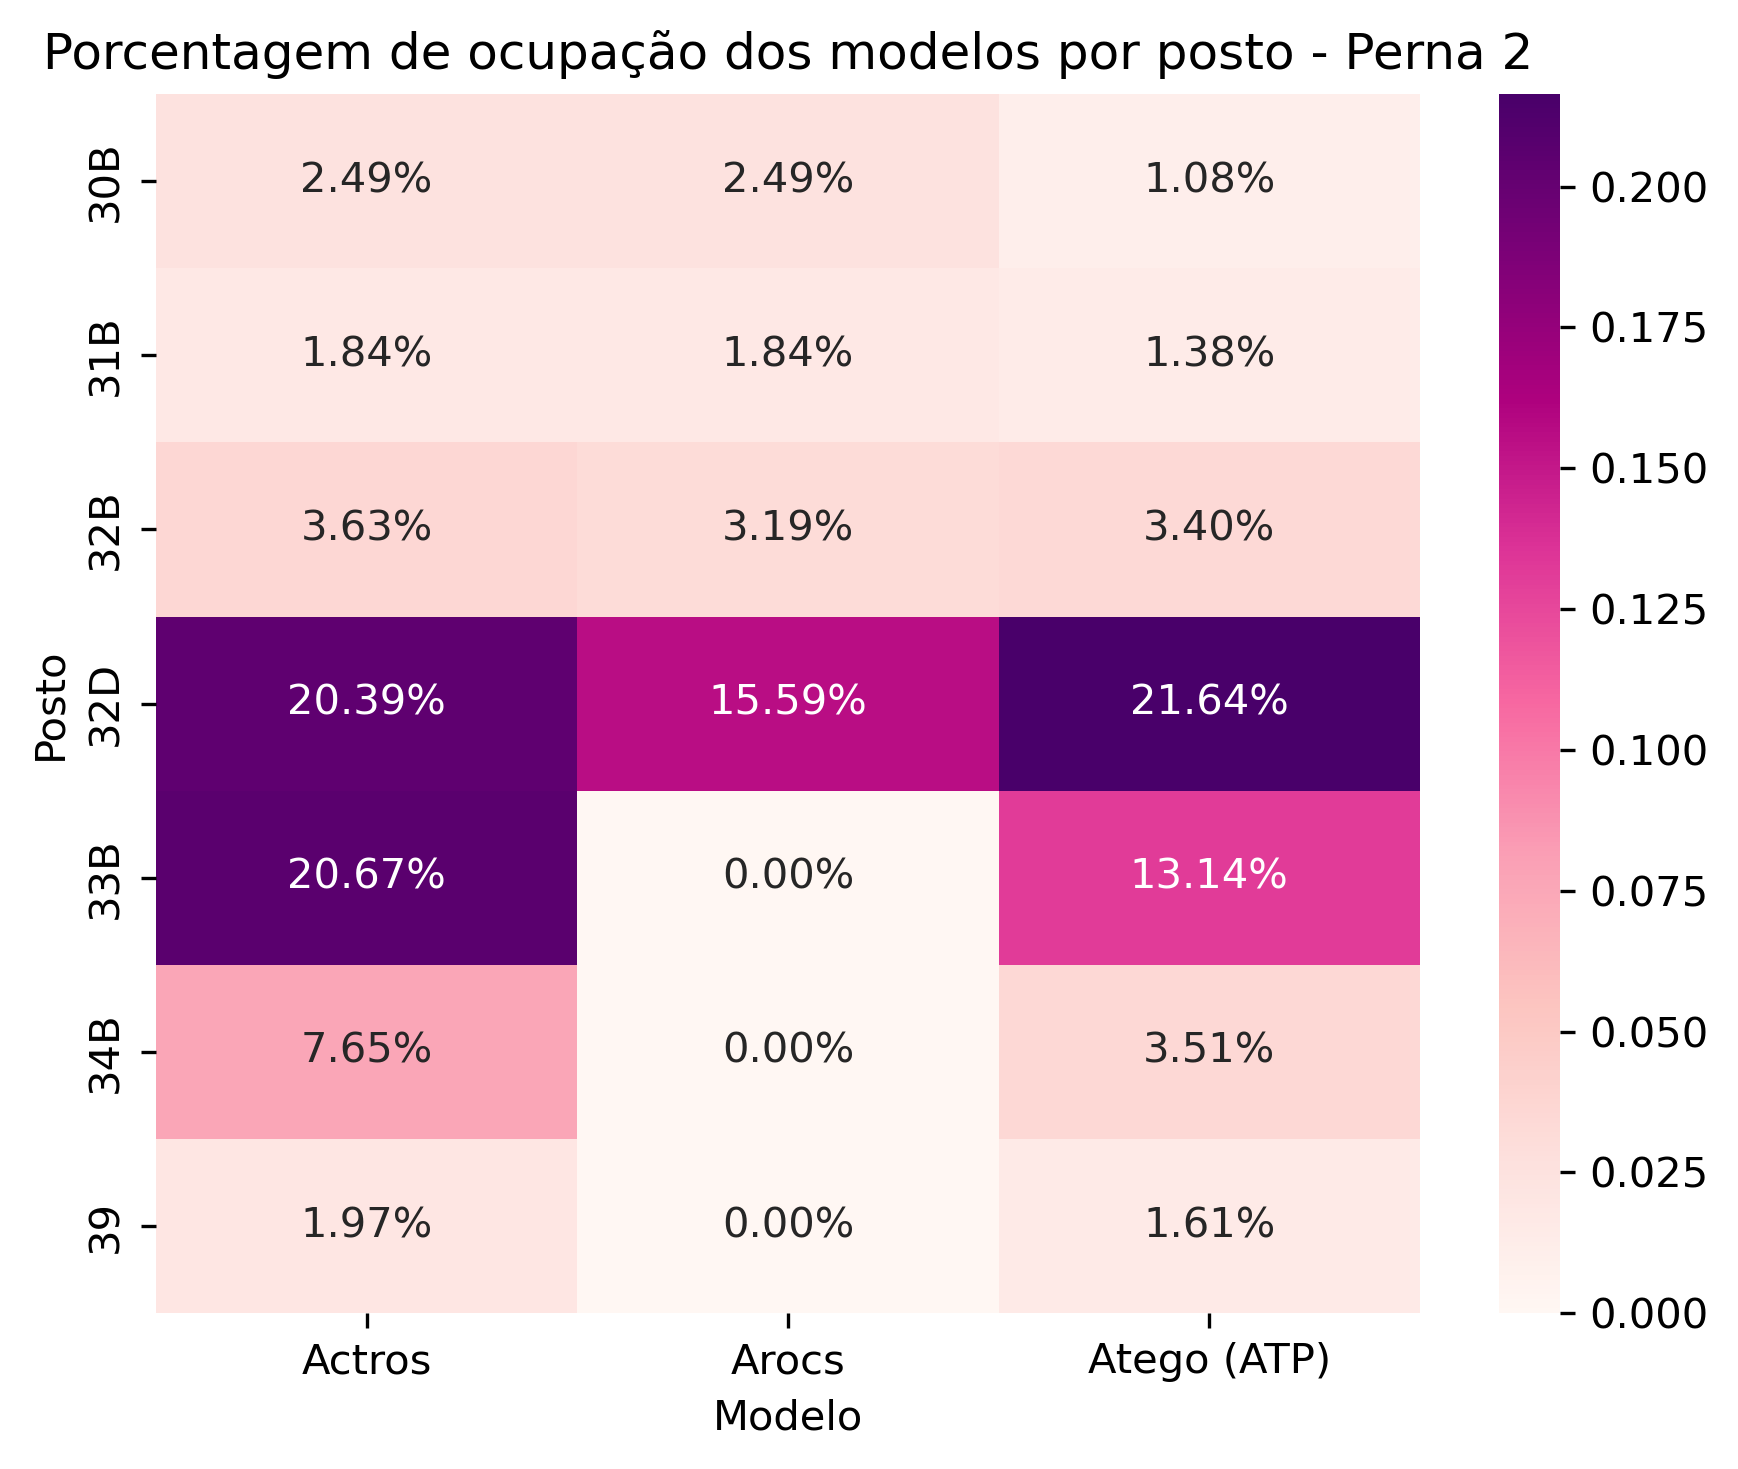 Porcentagem de ocupação dos modelos por posto - Perna 2
30B 2.49% 2.49% 1.08%
31B 1.84% 1.84% 1.38%
32B 3.63% 3.19% 3.40%
32D 20.39% 15.59% 21.64%
33B 20.67% 0.00% 13.14%
34B 7.65% 0.00% 3.51%
39 1.97% 0.00% 1.61%
Posto
Actros Arocs Atego (ATP)
Modelo
0.200
0.175
0.150
0.125
0.100
0.075
0.050
0.025
0.000